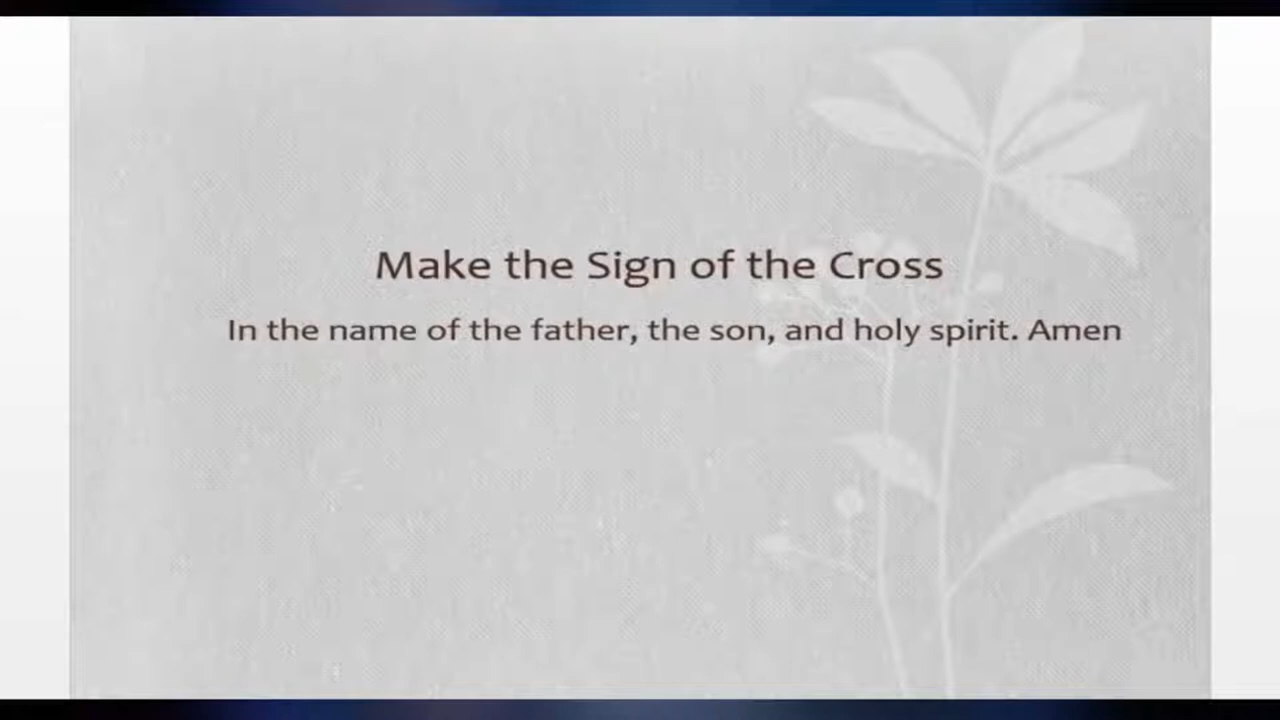 Make the Sign of the Cross
In the name of the father, the son, and holy spirit. Amen